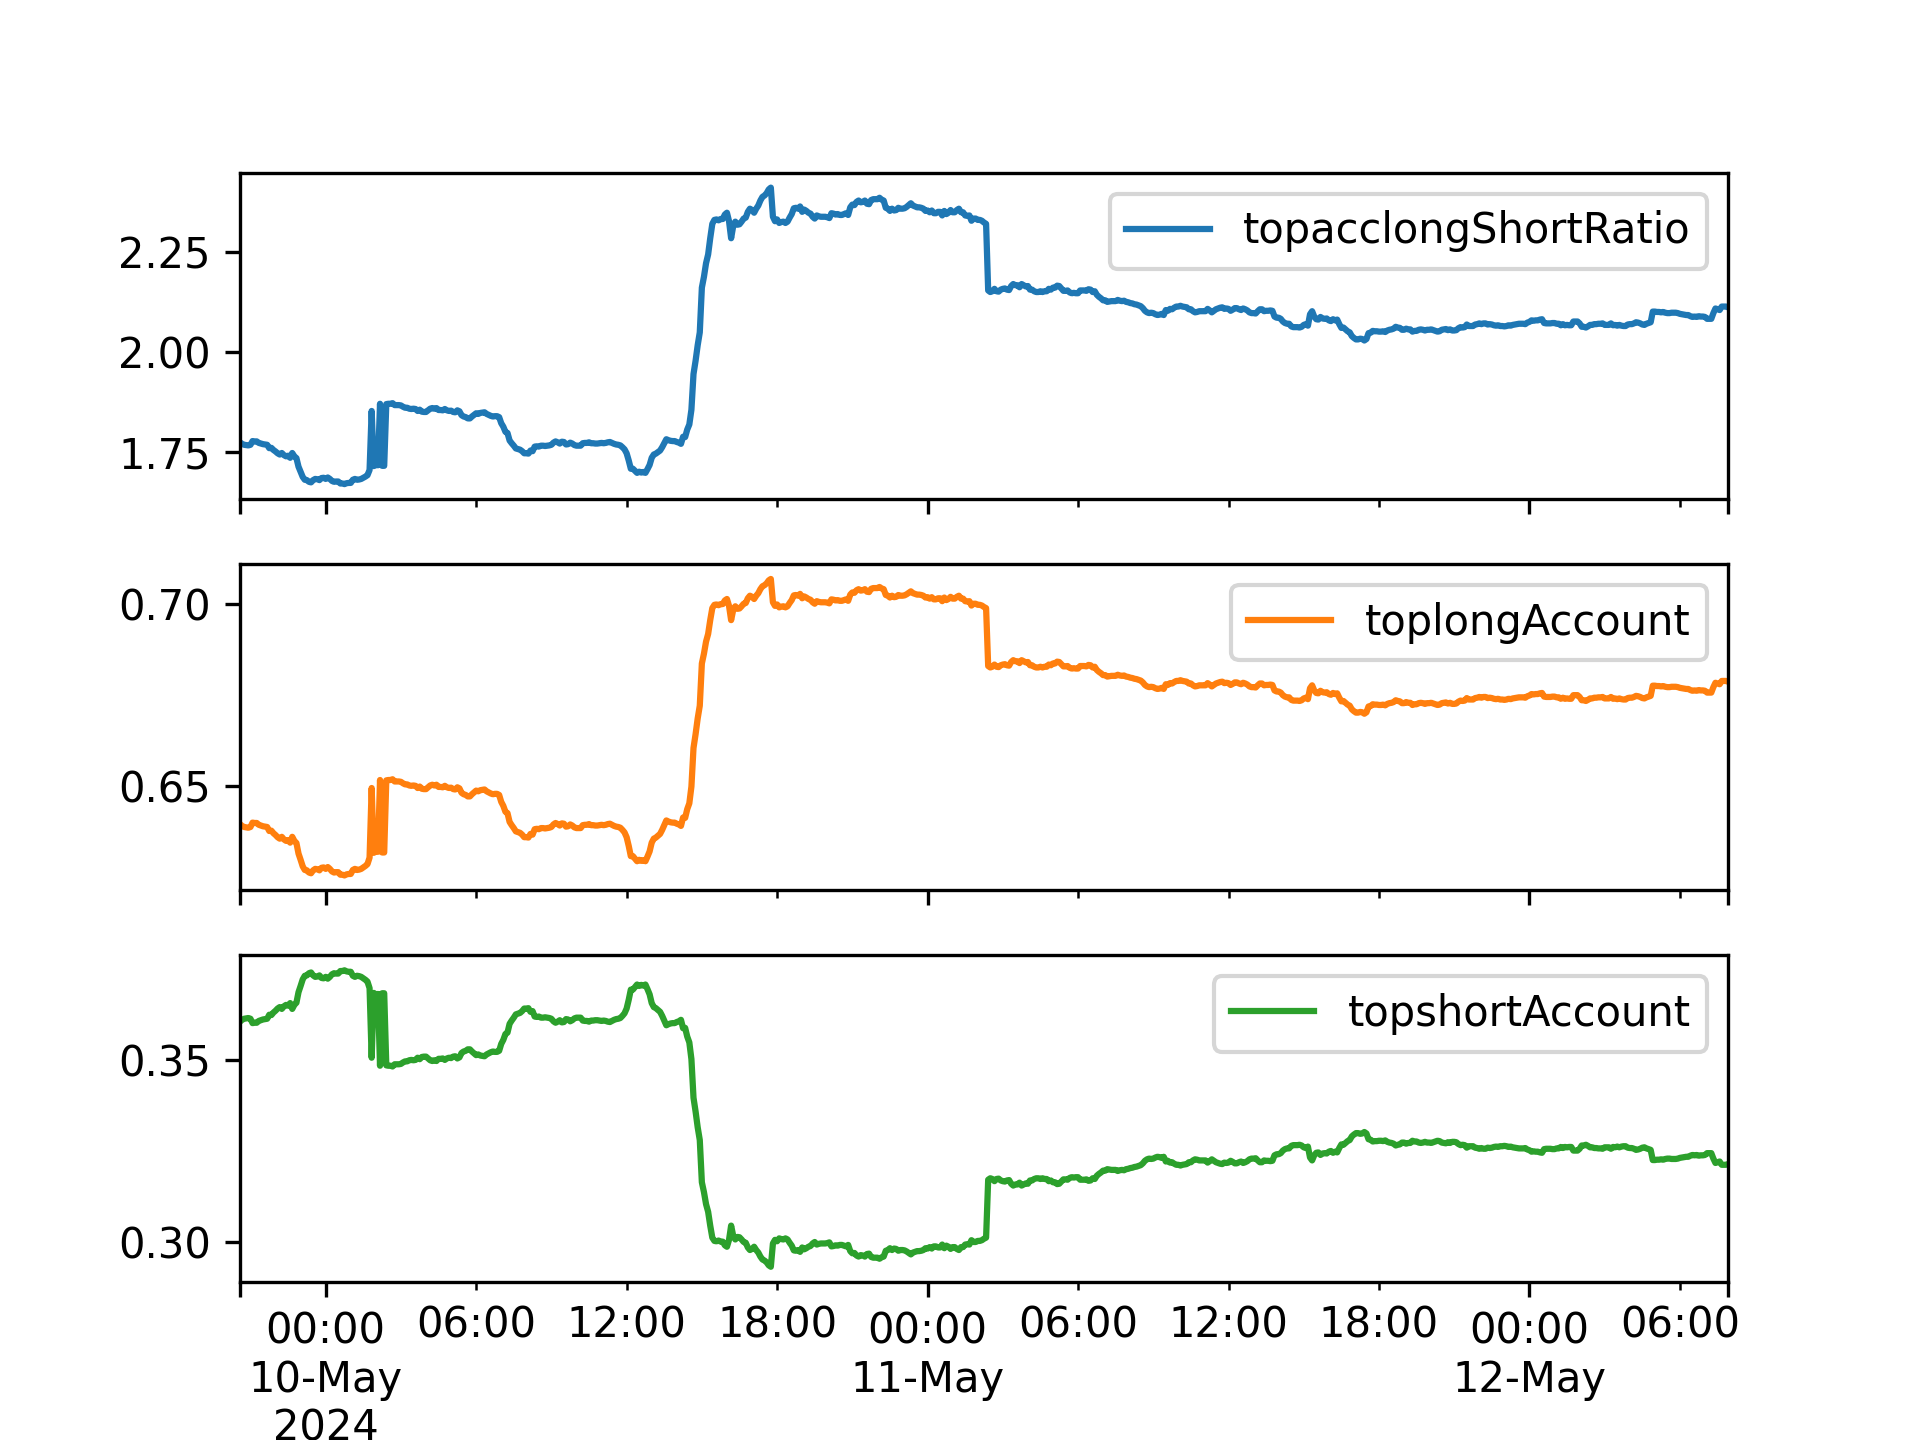 topacclongShortRatio
2.25
2.00
1.75
toplongAccount
0.70
0.65
topshortAccount
0.35
0.30
00:00 06:00 12:00 18:00 00:00 06:00 12:00 18:00 00:00 06:00
10-May 11-May 12-May
2024